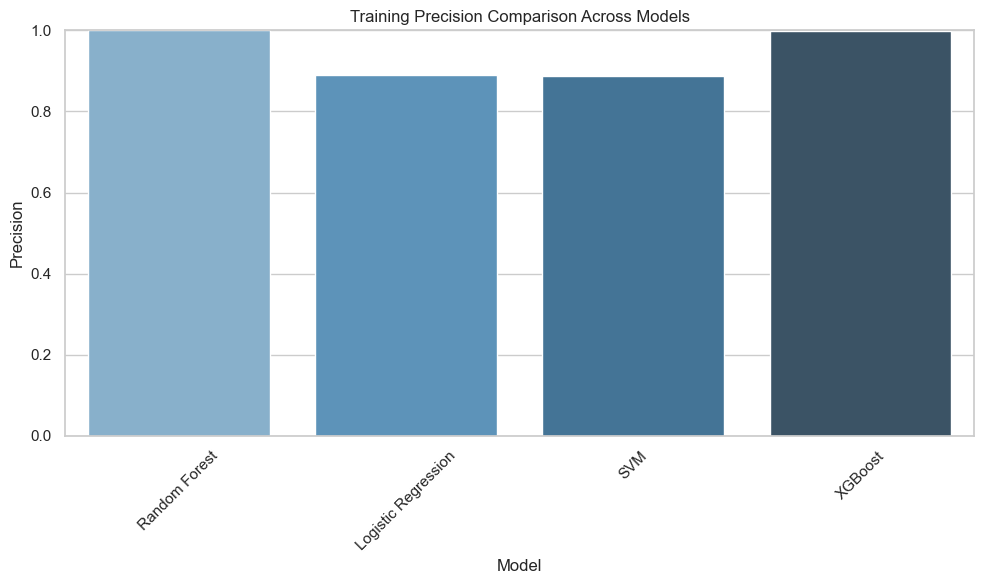 Training Precision Comparison Across Models
1.0
0.8
0.6
0.4
0.2
0.0
Precision
Random Forest
Logistic Regression
SVM
XGBoost
Model